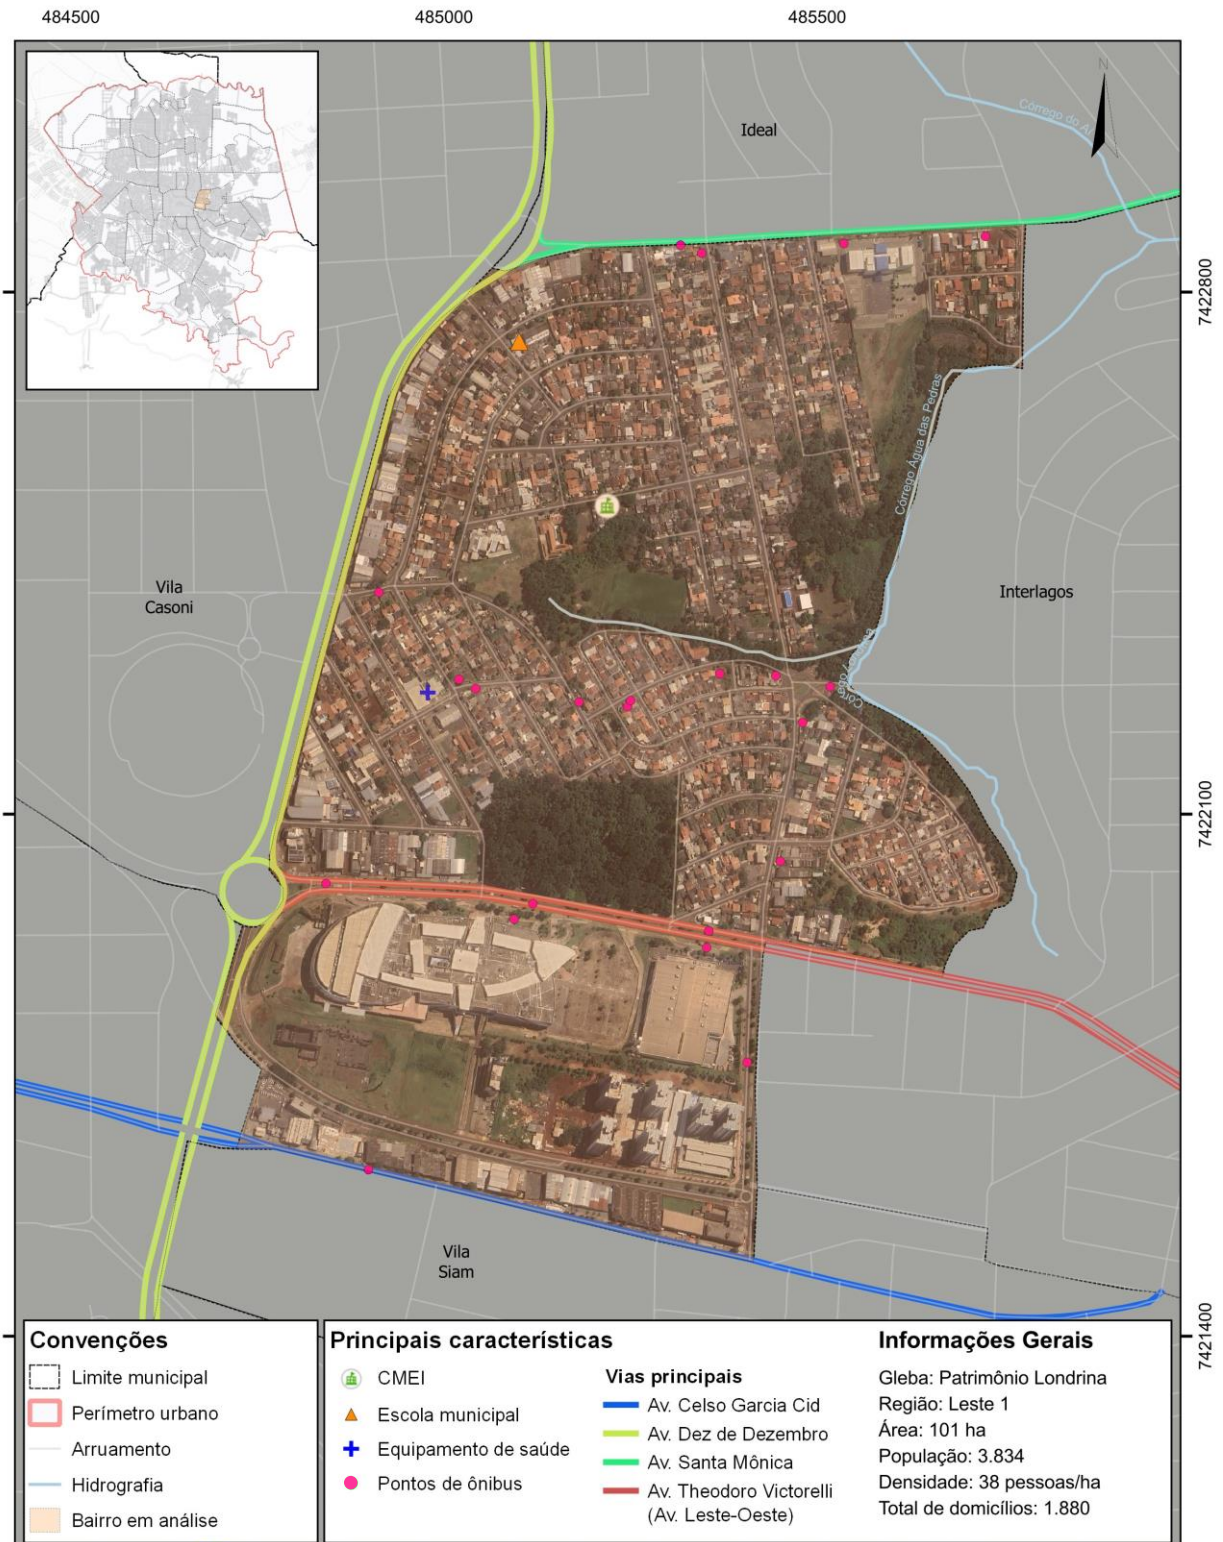 484500
485000
485500
N
Ideal
Córrego do Ar
7422800
Córrego Água das Pedras
Vila
Casoni
Interlagos
Córrego
7422100
Vila
Siam
7421400
Convenções
Limite municipal
Perímetro urbano
Arruamento
Hidrografia
Bairro em análise
Principais características
CMEI
Escola municipal
Equipamento de saúde
Pontos de ônibus
Vias principais
Av. Celso Garcia Cid
Av. Dez de Dezembro
Av. Santa Mônica
Av. Theodoro Victorelli
(Av. Leste-Oeste)
Informações Gerais
Gleba: Patrimônio Londrina
Região: Leste 1
Área: 101 ha
População: 3.834
Densidade: 38 pessoas/ha
Total de domicílios: 1.880